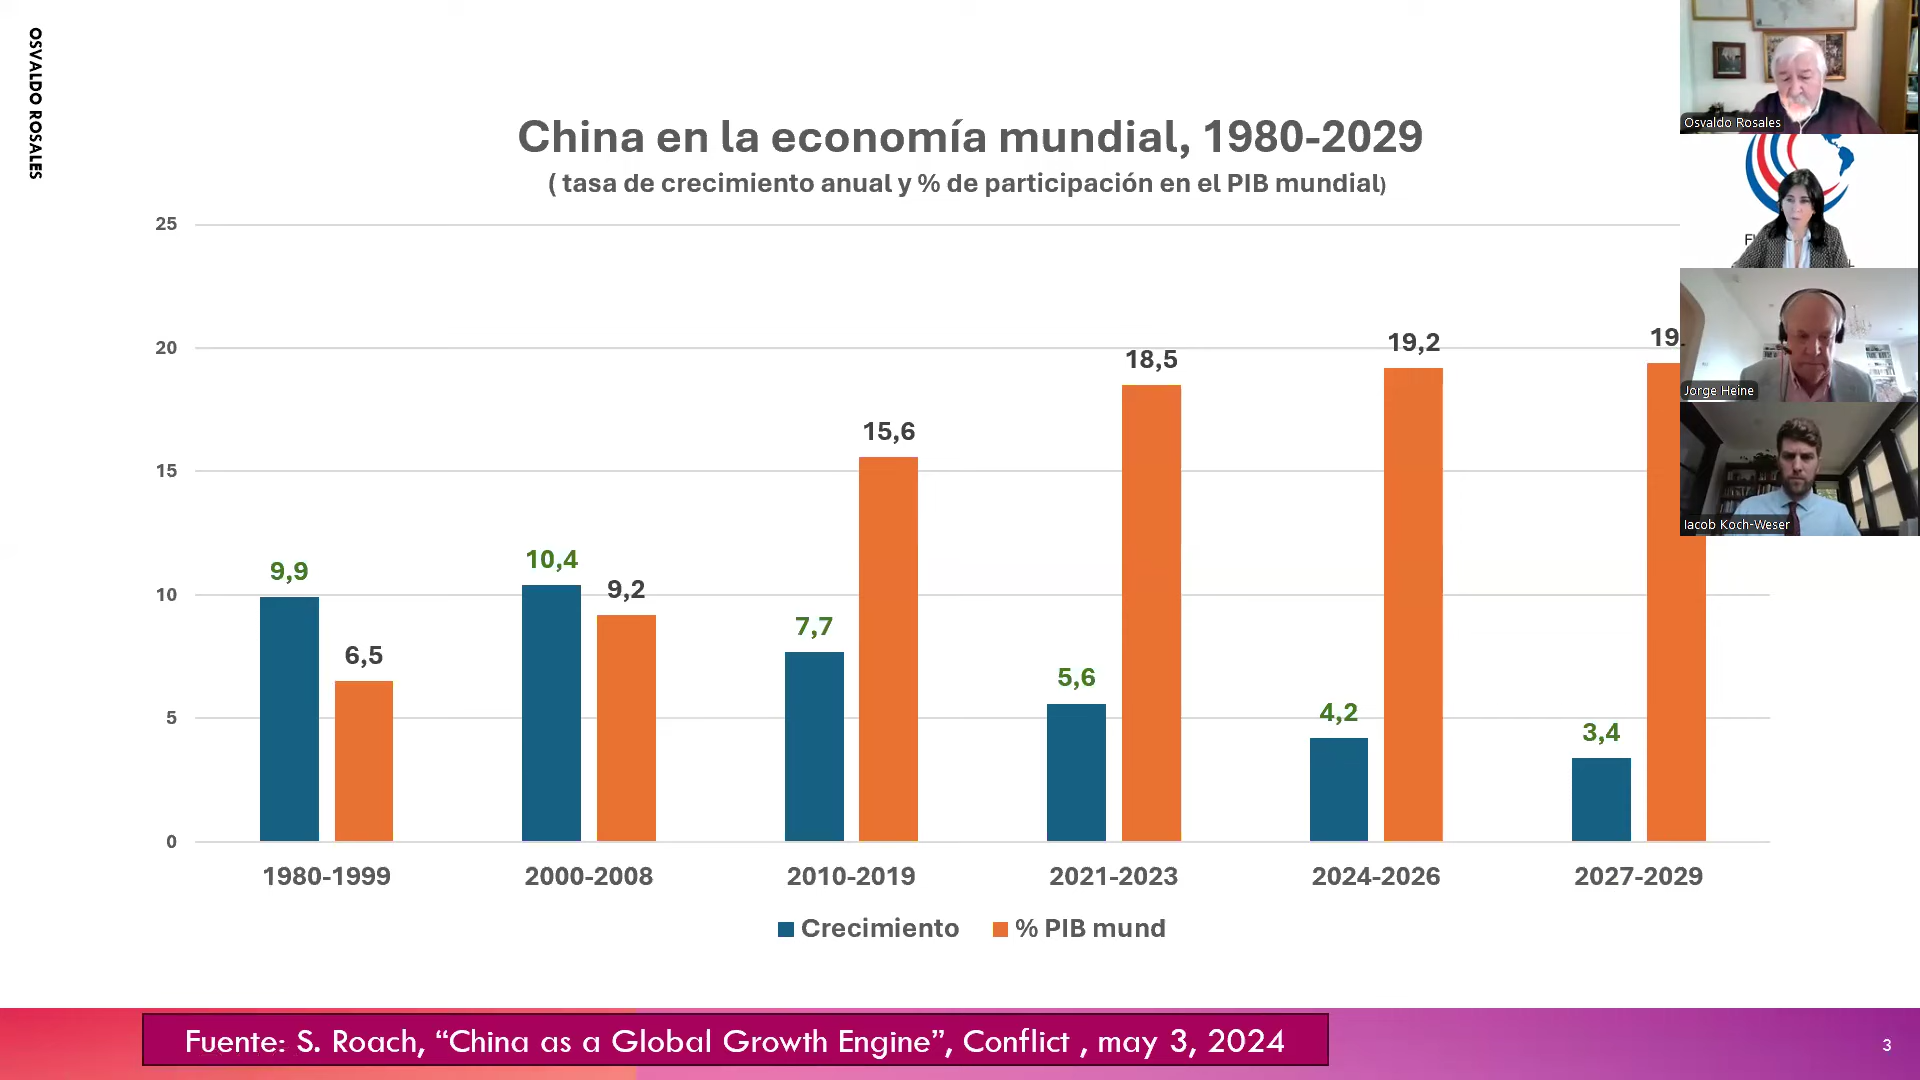 OSVALDO ROSALES
China en la economía mundial, 1980-2029
( tasa de crecimiento anual y % de participación en el PIB mundial)
25
20
15
10
5
0
9,9
6,5
10,4
9,2
7,7
15,6
5,6
18,5
4,2
19,2
3,4
1980-1999
2000-2008
2010-2019
2021-2023
2024-2026
2027-2029
Crecimiento
% PIB mund
Fuente: S. Roach, “China as a Global Growth Engine”, Conflict , may 3, 2024
3
Osvaldo Rosales
Jorge Heine
Iacob Koch-Weser